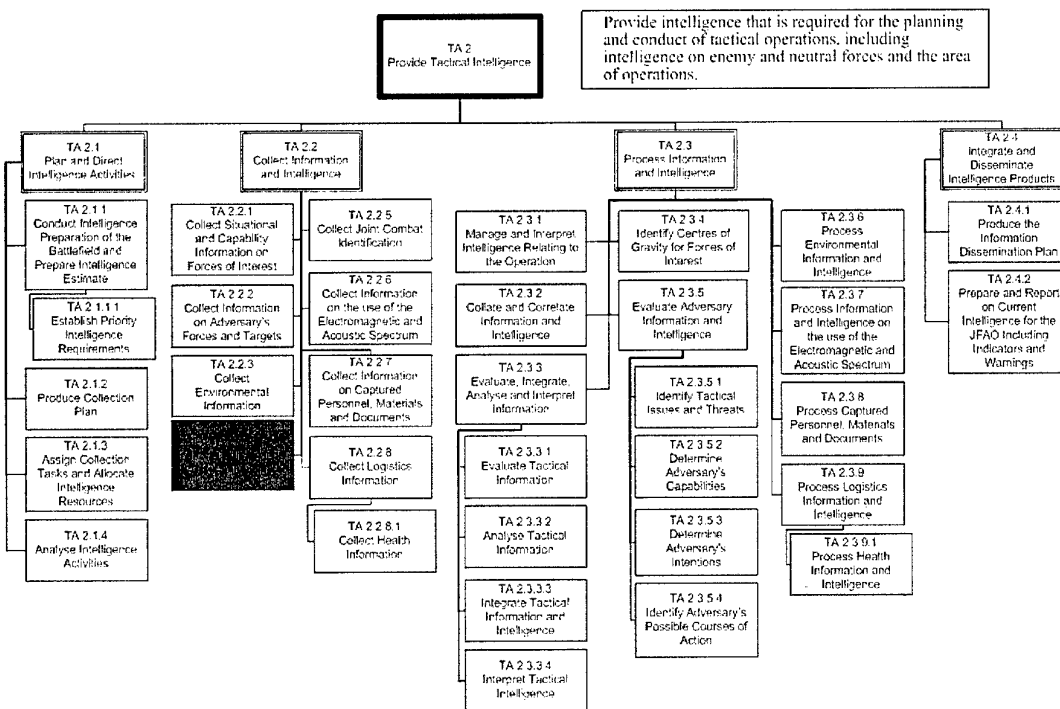 TA 2
Provide Tactical Intelligence
Provide intelligence that is required for the planning
and conduct of tactical operations, including
intelligence on enemy and neutral forces and the area
of operations.
TA 2.1
Plan and Direct
Intelligence Activities
TA 2.1.1
Conduct Intelligence
Preparation of the
Battlefield and
Prepare Intelligence
Estimate
TA 2.1.1.1
Establish Priority
Intelligence
Requirements
TA 2.1.2
Produce Collection
Plan
TA 2.1.3
Assign Collection
Tasks and Allocate
Intelligence
Resources
TA 2.1.4
Analyse Intelligence
Activities
TA 2.2
Collect Information
and Intelligence
TA 2.2.1
Collect Situational
and Capability
Information on
Forces of Interest
TA 2.2.2
Collect Information
on Adversary's
Forces and Targets
TA 2.2.3
Collect
Environmental
Information
TA 2.2.5
Collect Joint Combat
Identification
TA 2.2.6
Collect Information
on the use of the
Electromagnetic and
Acoustic Spectrum
TA 2.2.7
Collect Information
on Captured
Personnel, Materials
and Documents
TA 2.2.8
Collect Logistics
Information
TA 2.2.8.1
Collect Health
Information
TA 2.3
Process Information
and Intelligence
TA 2.3.1
Manage and Interpret
Intelligence Relating to
the Operation
TA 2.3.2
Collate and Correlate
Information and
Intelligence
TA 2.3.3
Evaluate, Integrate,
Analyse and Interpret
Information
TA 2.3.3.1
Evaluate Tactical
Information
TA 2.3.3.2
Analyse Tactical
Information
TA 2.3.3.3
Integrate Tactical
Information and
Intelligence
TA 2.3.3.4
Interpret Tactical
Intelligence
TA 2.3.4
Identify Centres of
Gravity for Forces of
Interest
TA 2.3.5
Evaluate Adversary
Information and
Intelligence
TA 2.3.5.1
Identify Tactical
Issues and Threats
TA 2.3.5.2
Determine
Adversary's
Capabilities
TA 2.3.5.3
Determine
Adversary's
Intentions
TA 2.3.5.4
Identify Adversary's
Possible Courses of
Action
TA 2.3.6
Process
Environmental
Information and
Intelligence
TA 2.3.7
Process Information
and Intelligence on
the use of the
Electromagnetic and
Acoustic Spectrum
TA 2.3.8
Process Captured
Personnel, Materials
and Documents
TA 2.3.9
Process Logistics
Information and
Intelligence
TA 2.3.9.1
Process Health
Information and
Intelligence
TA 2.4
Integrate and
Disseminate
Intelligence Products
TA 2.4.1
Produce the
Information
Dissemination Plan
TA 2.4.2
Prepare and Report
on Current
Intelligence for the
JFAO Including
Indicators and
Warnings